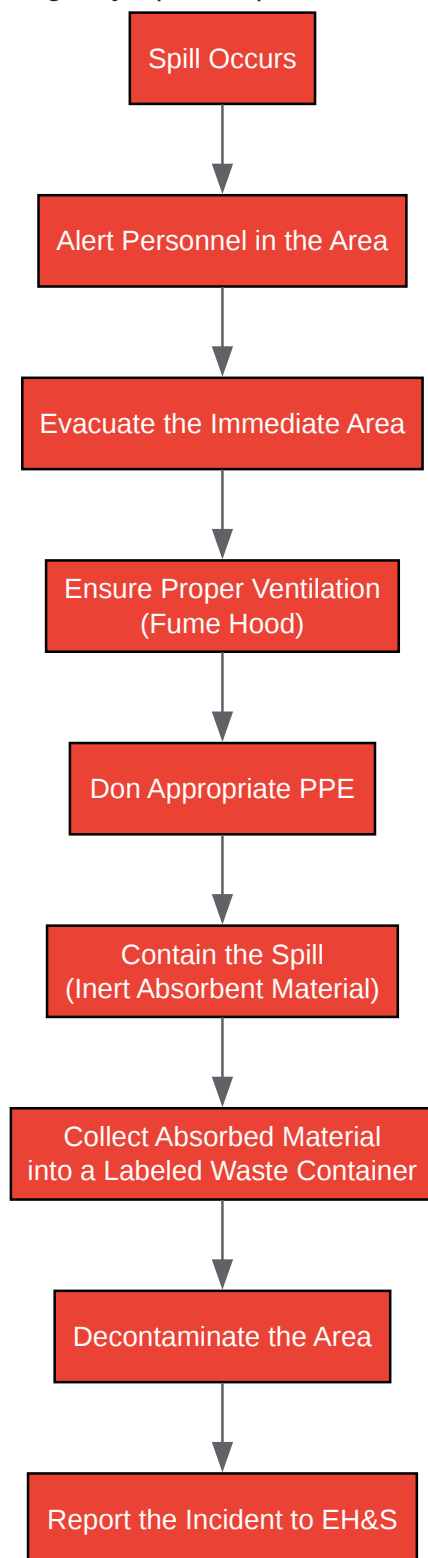 Spill Occurs
Alert Personnel in the Area
Evacuate the Immediate Area
Ensure Proper Ventilation
(Fume Hood)
Don Appropriate PPE
Contain the Spill
(Inert Absorbent Material)
Collect Absorbed Material
into a Labeled Waste Container
Decontaminate the Area
Report the Incident to EH&S